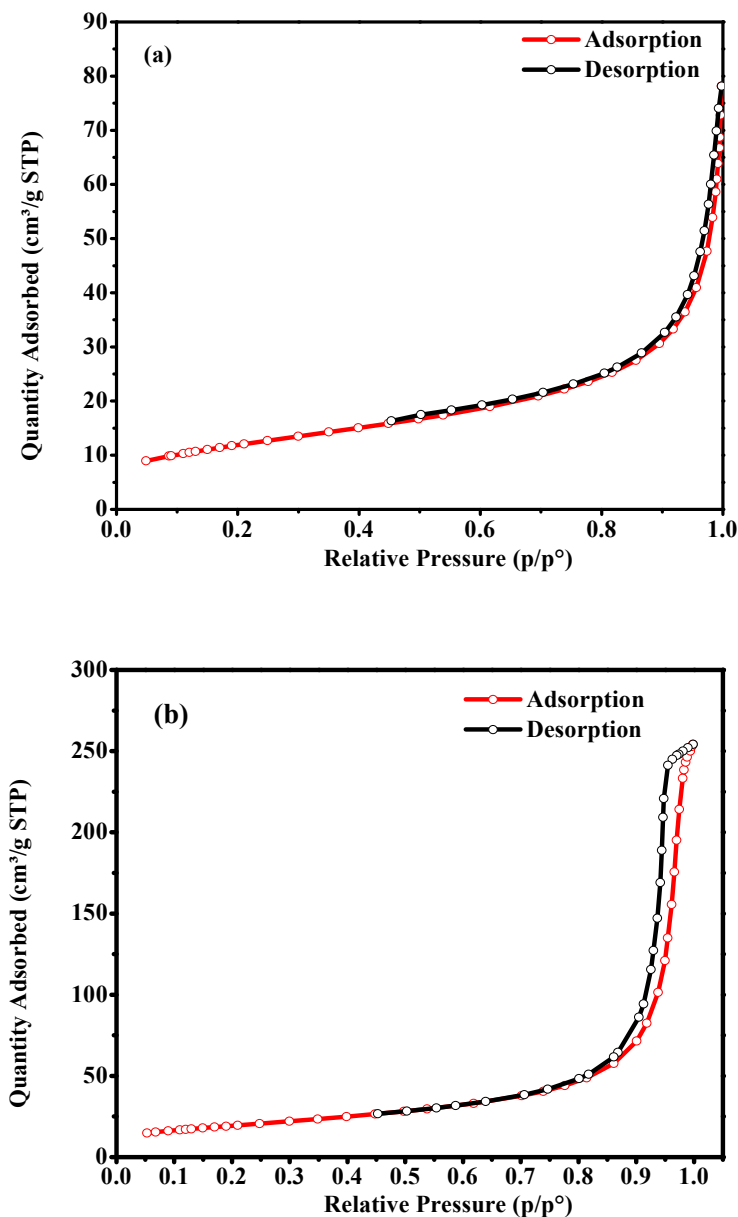 (a)
Adsorption
Desorption
90
80
70
60
50
40
30
20
10
0
Quantity Adsorbed (cm³/g STP)
0.0 0.2 0.4 0.6 0.8 1.0
Relative Pressure (p/p°)
(b)
Adsorption
Desorption
300
250
200
150
100
50
0
Quantity Adsorbed (cm³/g STP)
0.0 0.1 0.2 0.3 0.4 0.5 0.6 0.7 0.8 0.9 1.0
Relative Pressure (p/p°)